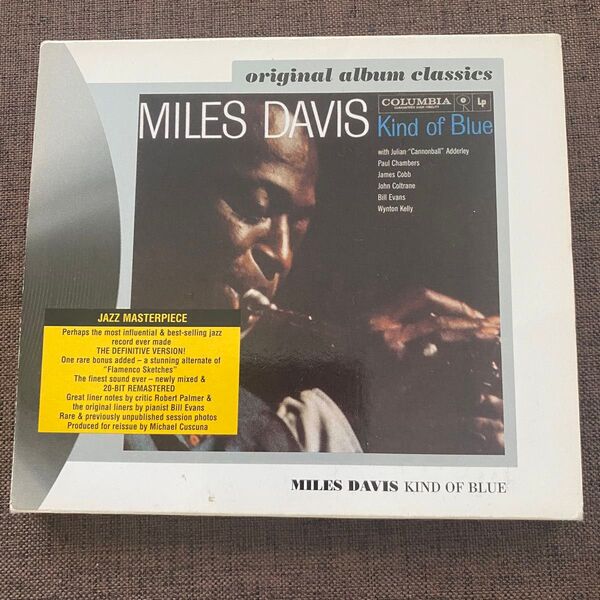 original album classics
MILES DAVIS
COLUMBIA
Lp
Kind of Blue
with Julian "Cannonball" Adderley
Paul Chambers
James Cobb
John Coltrane
Bill Evans
Wynton Kelly
JAZZ MASTERPIECE
Perhaps the most influential & best-selling jazz
record ever made
THE DEFINITIVE VERSION!
One rare bonus added – a stunning alternate of
"Flamenco Sketches"
The finest sound ever – newly mixed &
20-BIT REMASTERED
Great liner notes by critic Robert Palmer &
the original liners by pianist Bill Evans
Rare & previously unpublished session photos
Produced for reissue by Michael Cuscuna
MILES DAVIS KIND OF BLUE